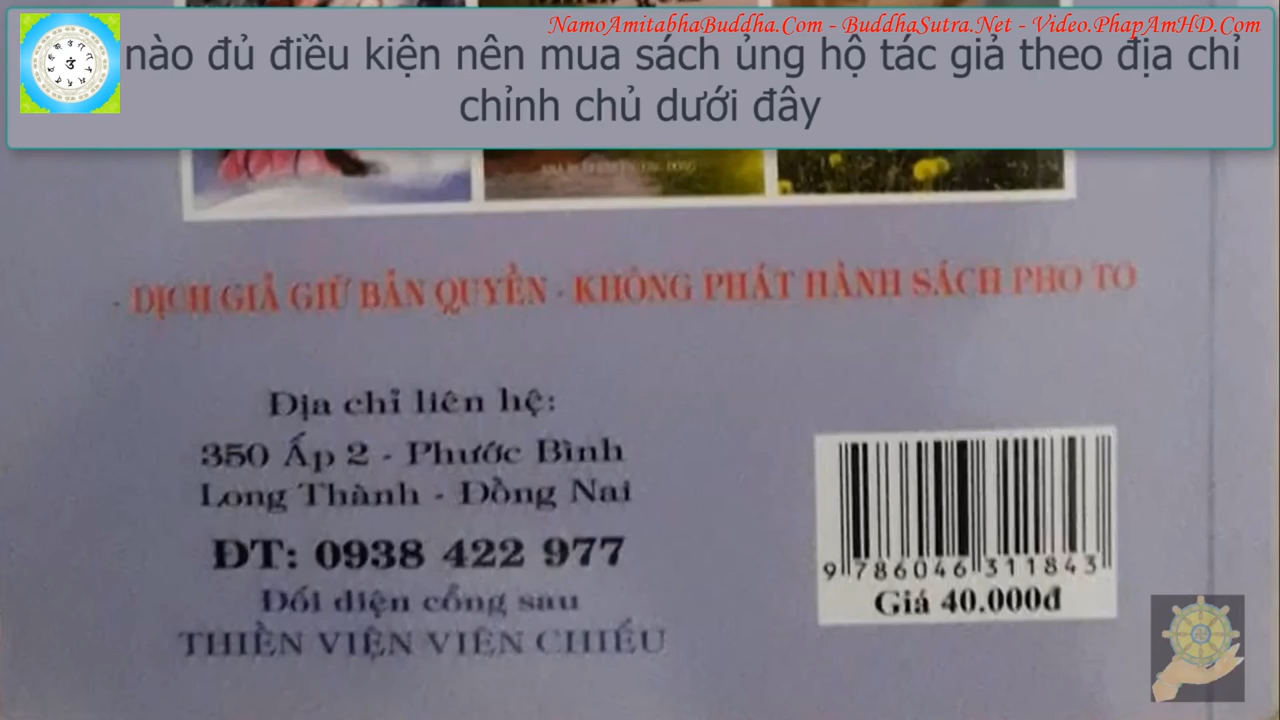 NamoAmitabhaBuddha.Com - BuddhaSutra.Net - Video.PhapAmHD.Com
nào đủ điều kiện nên mua sách ủng hộ tác giả theo địa chỉ
chỉnh chủ dưới đây
- DỊCH GIẢ GIỮ BẢN QUYỀN - KHÔNG PHÁT HÀNH SÁCH PHO TO
Địa chỉ liên hệ:
350 Ấp 2 - Phước Bình
Long Thành - Đồng Nai
ĐT: 0938 422 977
Đối diện cổng sau
THIỀN VIỆN VIÊN CHIẾU
9 786046 311843
Giá 40.000đ